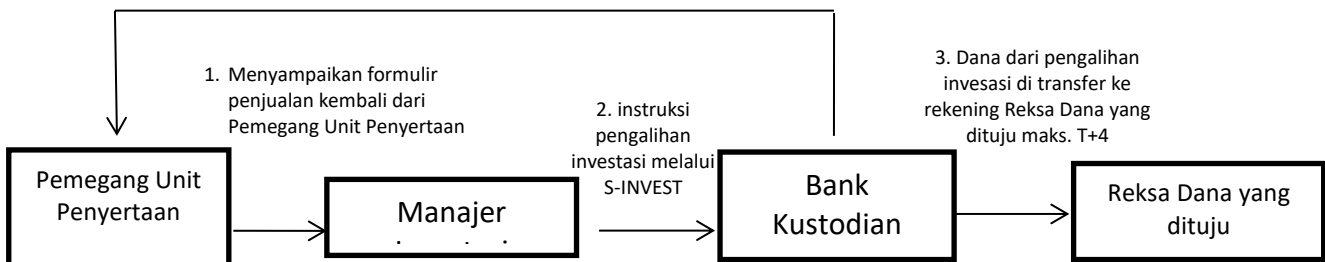 1. Menyampaikan formulir
penjualan kembali dari
Pemegang Unit Penyertaan
2. instruksi
pengalihan
investasi melalui
S-INVEST
3. Dana dari pengalihan
invesasi di transfer ke
rekening Reksa Dana yang
dituju maks. T+4
Pemegang Unit
Penyertaan
Manajer
Bank
Kustodian
Reksa Dana yang
dituju